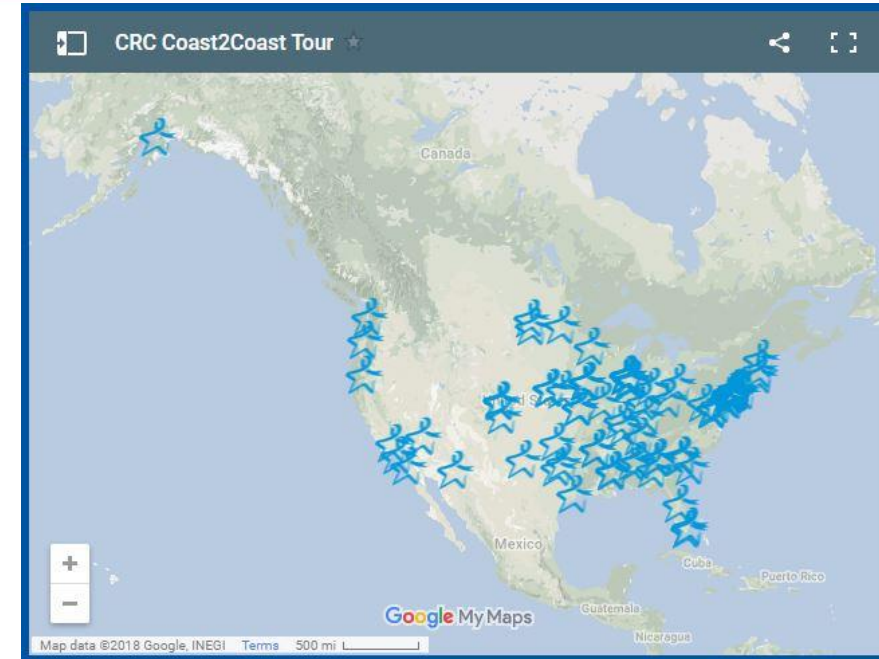 CRC Coast2Coast Tour
Canada
United S
Mexico
Cuba
Puerto Rico
Guatemala
Nicaragua
+
−
Google My Maps
Map data ©2018 Google, INEGI Terms 500 mi